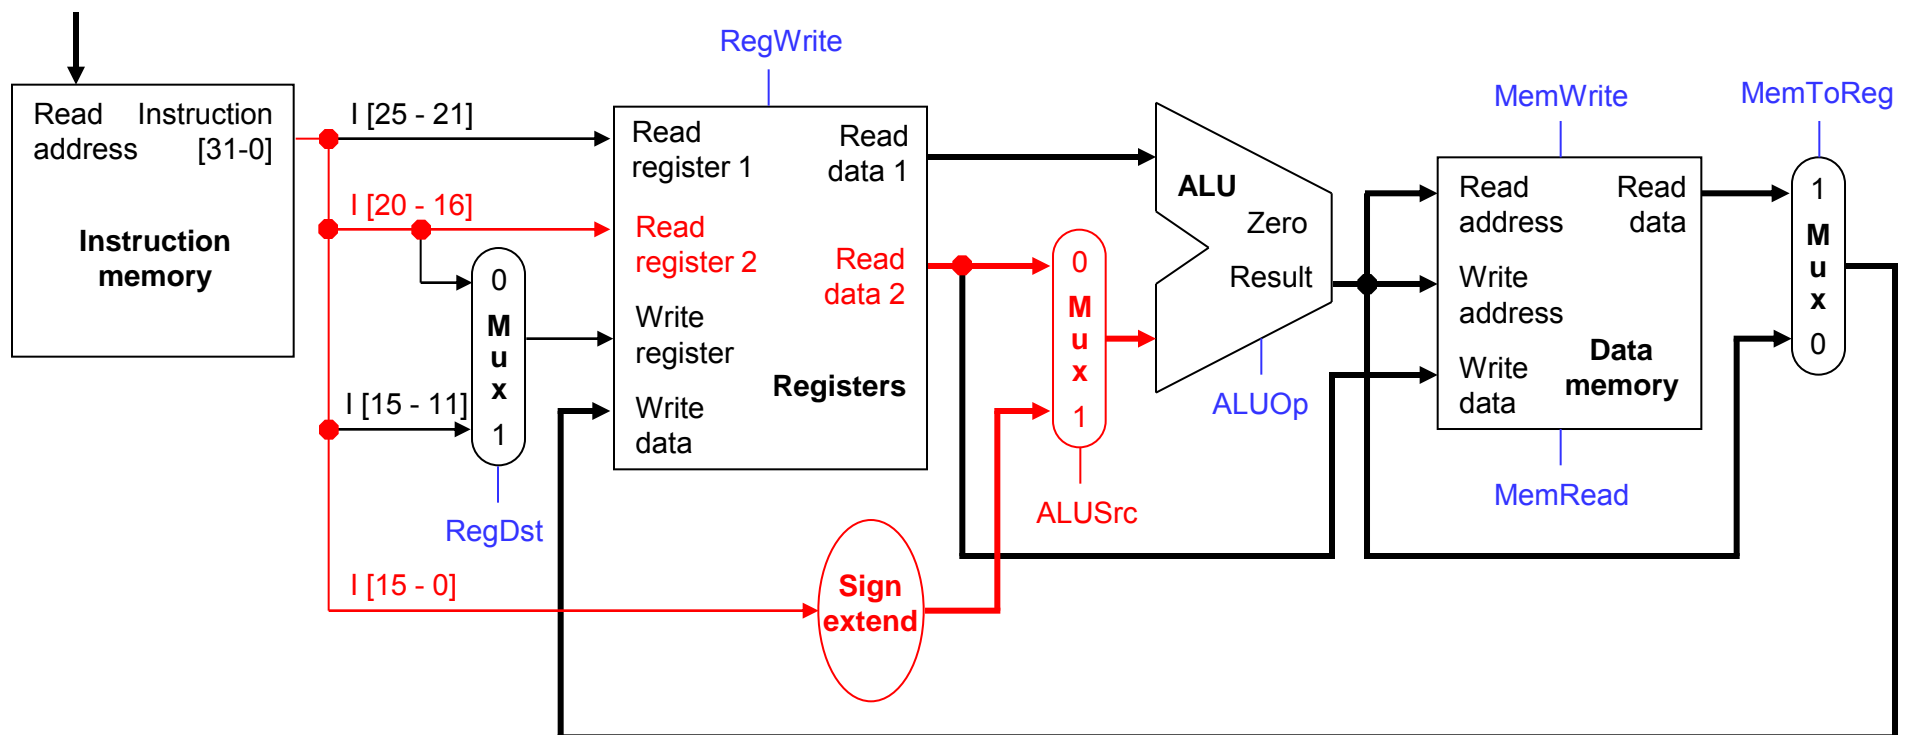 Read address
Instruction [31-0]
Instruction memory
I [25 - 21]
I [20 - 16]
I [15 - 11]
I [15 - 0]
0
M
u
x
1
RegDst
RegWrite
Read register 1
Read register 2
Write register
Write data
Read data 1
Read data 2
Registers
Sign extend
0
M
u
x
1
ALUSrc
ALU
Zero
Result
ALUOp
MemWrite
Read address
Write address
Write data
Read data
Data memory
MemRead
MemToReg
1
M
u
x
0